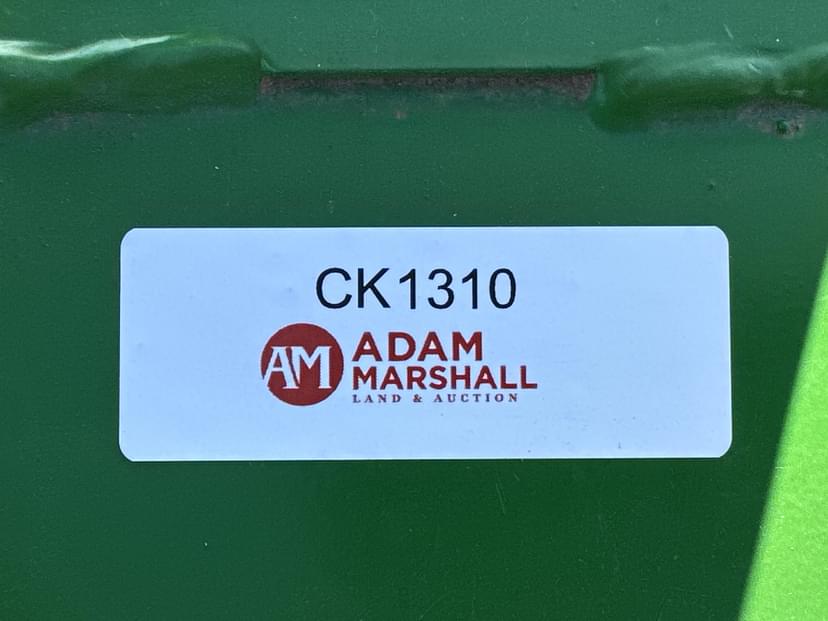 CK1310
AM
ADAM
MARSHALL
LAND & AUCTION